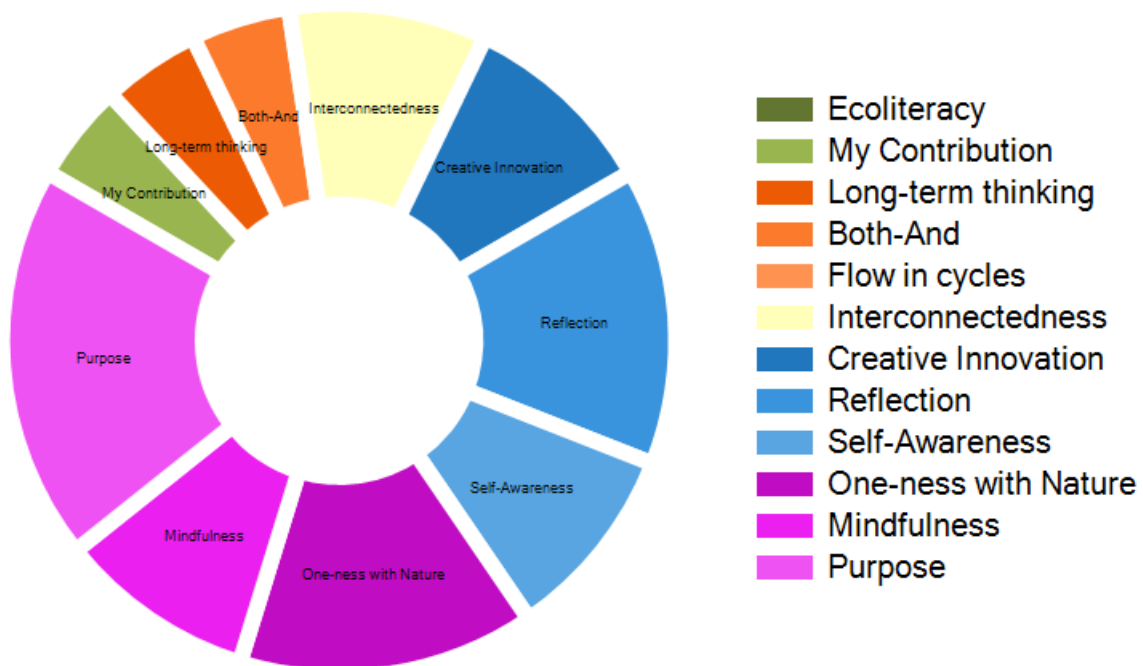 Interconnectedness
Both-And
Long-term thinking
My Contribution
Creative Innovation
Reflection
Purpose
Self-Awareness
Mindfulness
One-ness with Nature
Ecoliteracy
My Contribution
Long-term thinking
Both-And
Flow in cycles
Interconnectedness
Creative Innovation
Reflection
Self-Awareness
One-ness with Nature
Mindfulness
Purpose